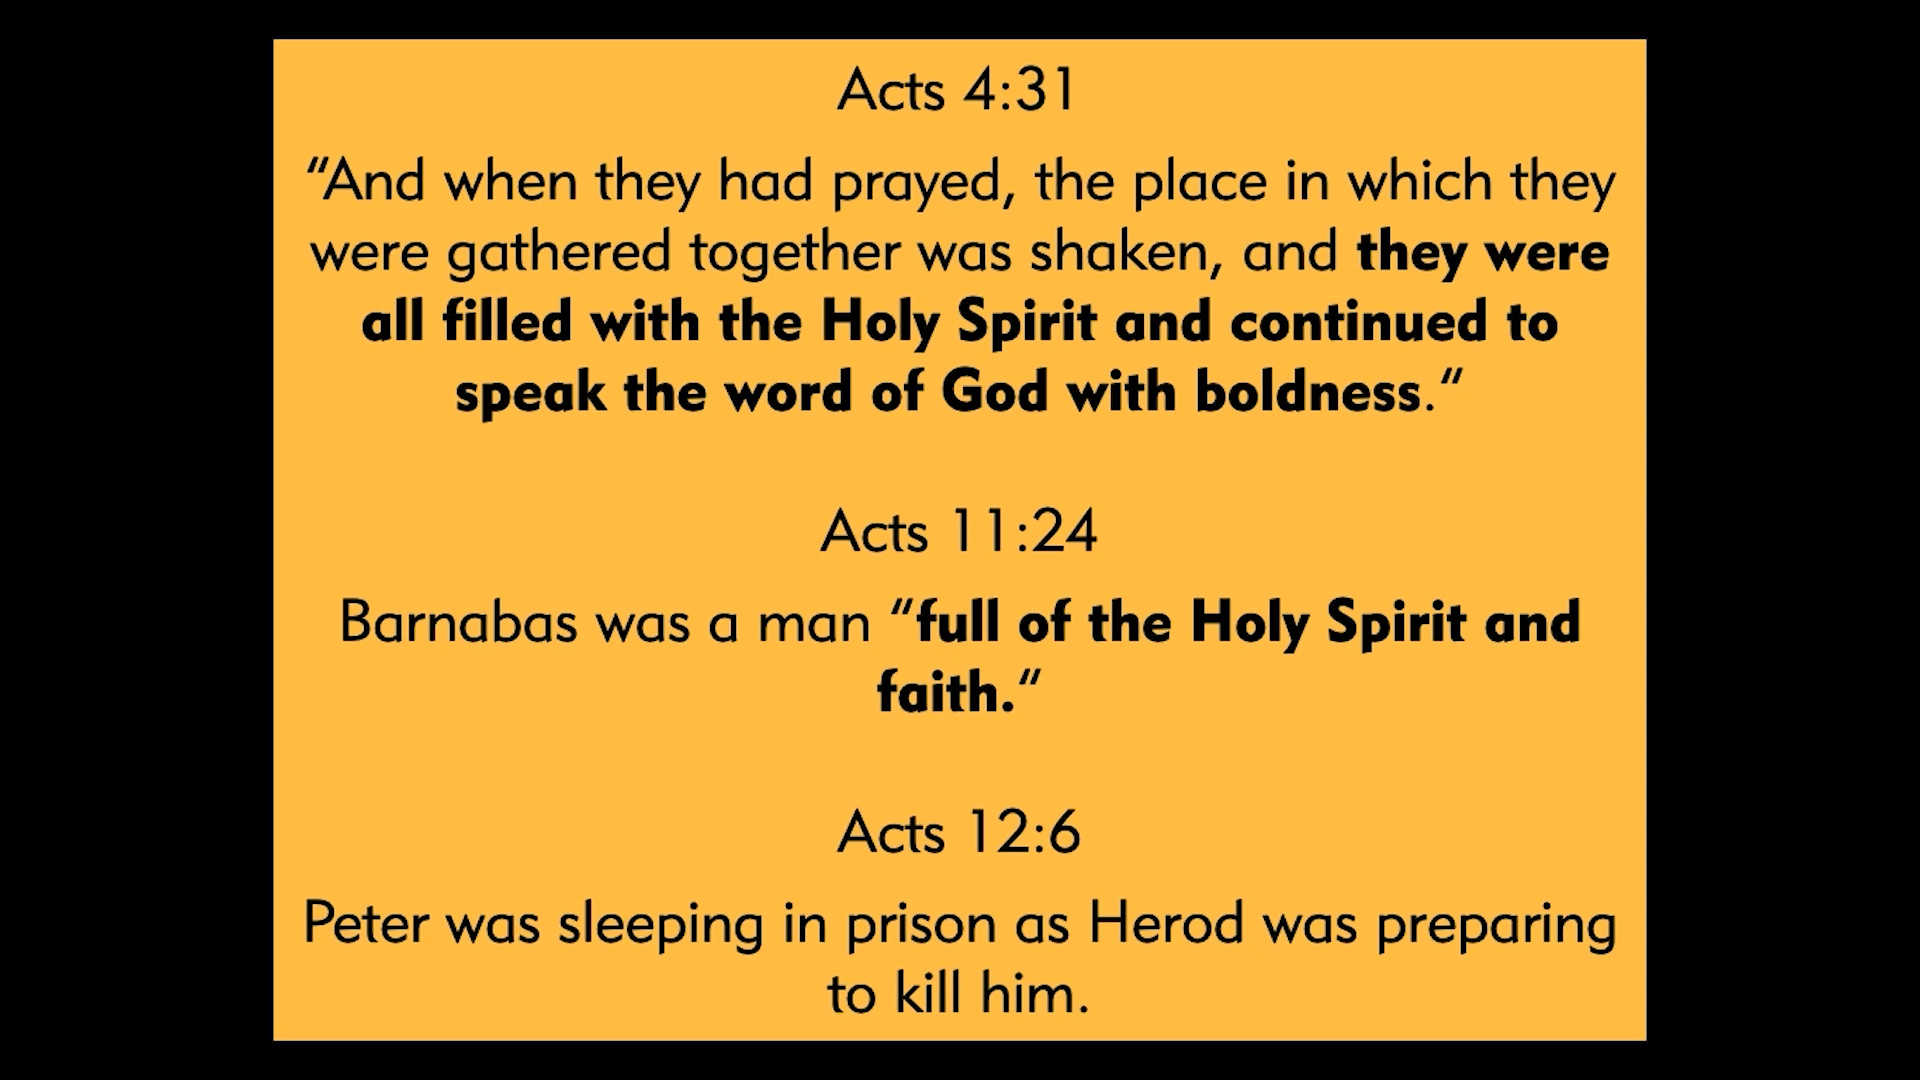 Acts 4:31
“And when they had prayed, the place in which they
were gathered together was shaken, and they were
all filled with the Holy Spirit and continued to
speak the word of God with boldness.“
Acts 11:24
Barnabas was a man “full of the Holy Spirit and
faith.“
Acts 12:6
Peter was sleeping in prison as Herod was preparing
to kill him.